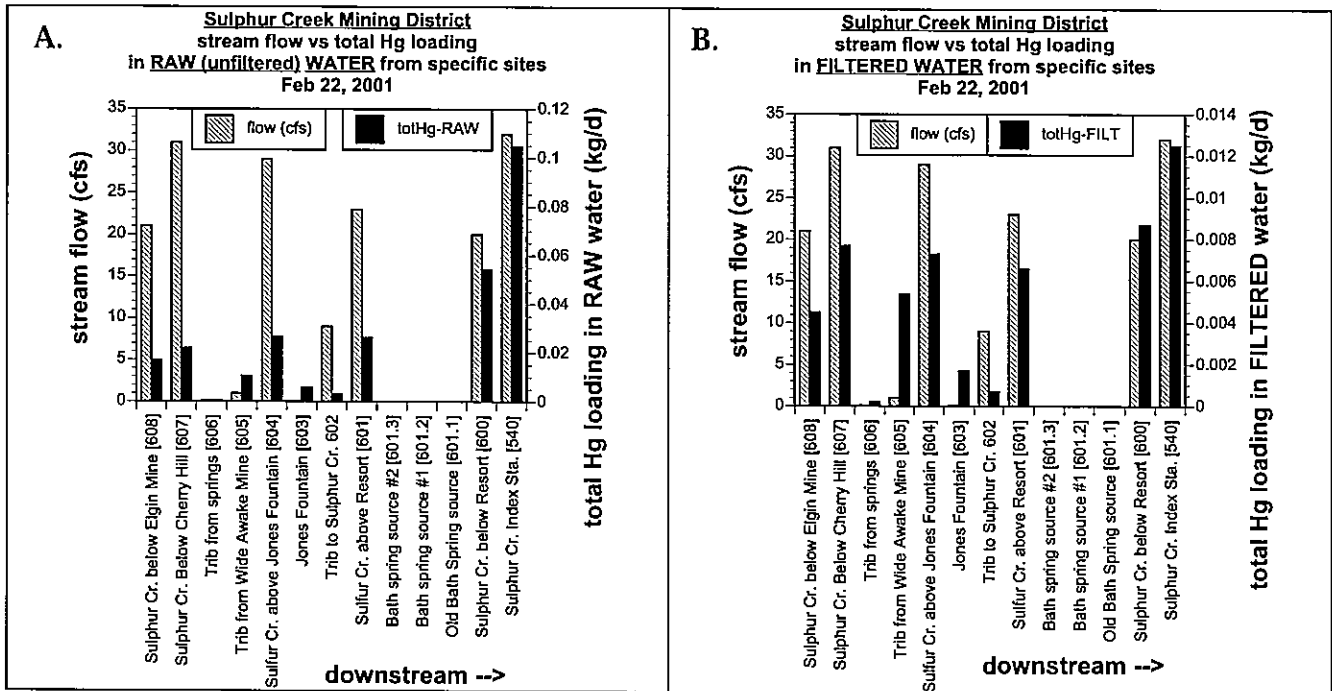 A.
Sulphur Creek Mining District
stream flow vs total Hg loading
in RAW (unfiltered) WATER from specific sites
Feb 22, 2001
flow (cfs)
totHg-RAW
stream flow (cfs)
35
30
25
20
15
10
5
0
0.12
0.1
0.08
0.06
0.04
0.02
0
total Hg loading in RAW water (kg/d)
Sulphur Cr. below Elgin Mine [608]
Sulphur Cr. Below Cherry Hill [607]
Trib from springs [606]
Trib from Wide Awake Mine [605]
Sulfur Cr. above Jones Fountain [604]
Jones Fountain [603]
Trib to Sulphur Cr. 602
Sulfur Cr. above Resort [601]
Bath spring source #2 [601.3]
Bath spring source #1 [601.2]
Old Bath Spring source [601.1]
Sulphur Cr. below Resort [600]
Sulphur Cr. Index Sta. [540]
downstream -->
B.
Sulphur Creek Mining District
stream flow vs total Hg loading
in FILTERED WATER from specific sites
Feb 22, 2001
flow (cfs)
totHg-FILT
stream flow (cfs)
35
30
25
20
15
10
5
0
0.014
0.012
0.01
0.008
0.006
0.004
0.002
0
total Hg loading in FILTERED water (kg/d)
Sulphur Cr. below Elgin Mine [608]
Sulphur Cr. Below Cherry Hill [607]
Trib from springs [606]
Trib from Wide Awake Mine [605]
Sulfur Cr. above Jones Fountain [604]
Jones Fountain [603]
Trib to Sulphur Cr. 602
Sulfur Cr. above Resort [601]
Bath spring source #2 [601.3]
Bath spring source #1 [601.2]
Old Bath Spring source [601.1]
Sulphur Cr. below Resort [600]
Sulphur Cr. Index Sta. [540]
downstream -->